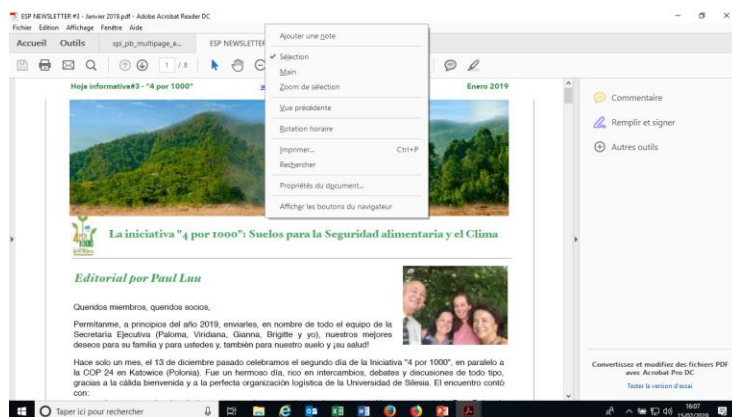 ESP NEWSLETTER #3 - Janvier 2019.pdf - Adobe Acrobat Reader DC
Fichier Edition Affichage Fenêtre Aide
Accueil Outils spi_pb_multipage_e... ESP NEWSLETTER
1 / 8
Ajouter une note
Sélection
Main
Zoom de sélection
Vue précédente
Rotation horaire
Imprimer... Ctrl+P
Rechercher
Propriétés du document...
Afficher les boutons du navigateur
Hoja informativa#3 - "4 por 1000" Enero 2019
La iniciativa "4 por 1000": Suelos para la Seguridad alimentaria y el Clima
Editorial por Paul Luu
Queridos miembros, queridos socios,
Permítanme, a principios del año 2019, enviarles, en nombre de todo el equipo de la
Secretaría Ejecutiva (Paloma, Viridiana, Gianna, Brigitte y yo), nuestros mejores
deseos para su familia y para ustedes y, también para nuestro suelo y ¡su salud!
Hace solo un mes, el 13 de diciembre pasado celebramos el segundo día de la Iniciativa "4 por 1000", en paralelo a
la COP 24 en Katowice (Polonia). Fue un hermoso día, rico en intercambios, debates y discusiones de todo tipo,
gracias a la cálida bienvenida y a la perfecta organización logística de la Universidad de Silesia. El encuentro contó
con:
Commentaire
Remplir et signer
Autres outils
Convertissez et modifiez des fichiers PDF
avec Acrobat Pro DC
Tester la version d'essai
Taper ici pour rechercher
16:07
15/02/2019